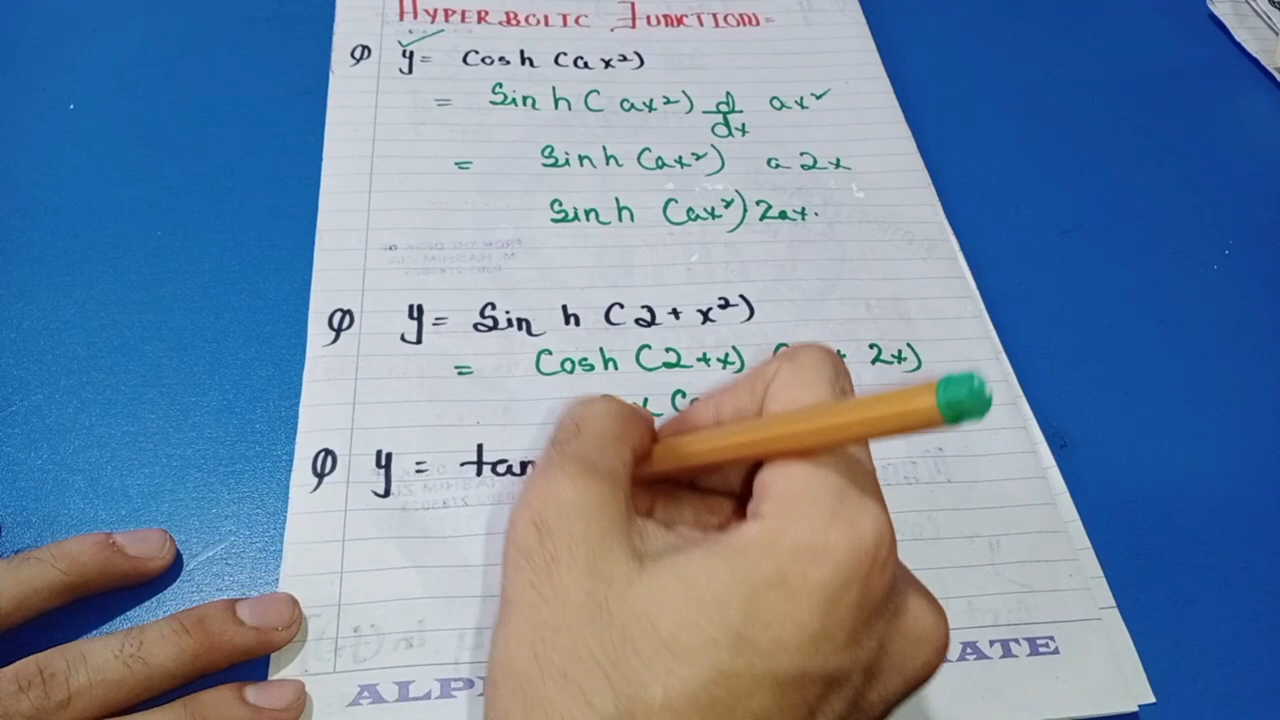 HYPERBOLIC FUNCTION=
Q y= Cosh (ax²)
= Sinh (ax²) d/dx ax²
= Sinh (ax²) a 2x
Sinh (ax²) 2ax.
Q y= Sinh (2+x²)
= Cosh (2+x) + 2x)
Q y = tan
ALP ATE